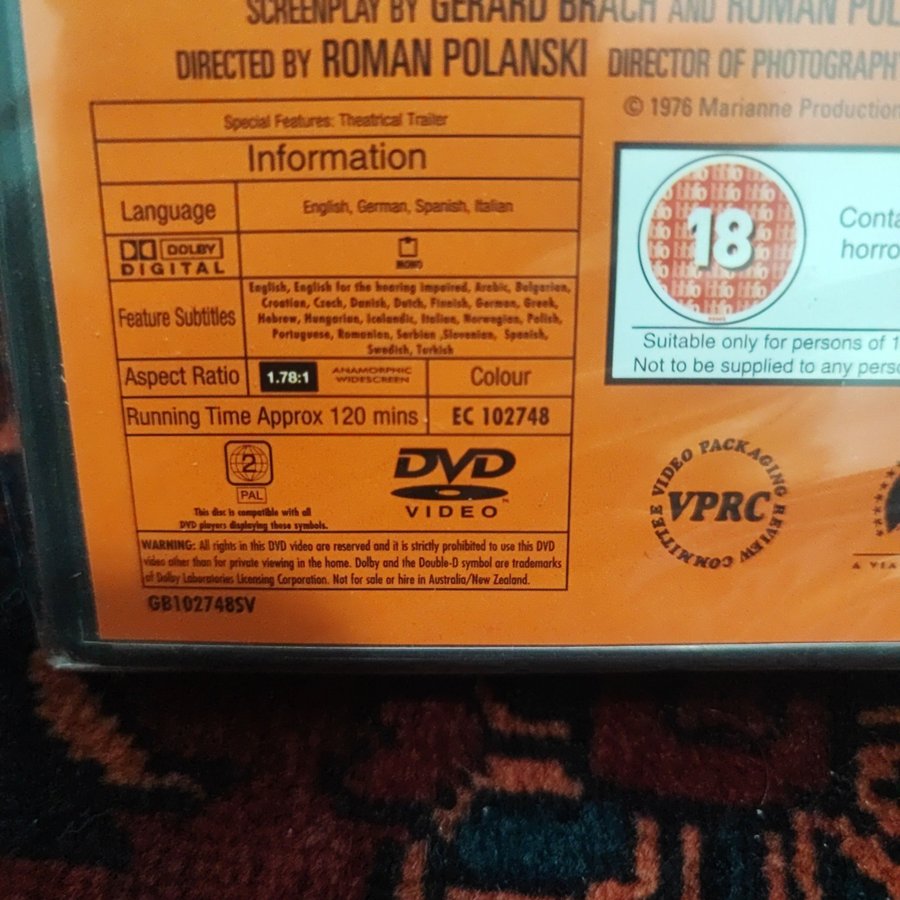 SCREENPLAY BY GERARD BRACH AND ROMAN POL
DIRECTED BY ROMAN POLANSKI DIRECTOR OF PHOTOGRAPHY
© 1976 Marianne Production
Special Features: Theatrical Trailer
Information
Language English, German, Spanish, Italian
DOLBY
DIGITAL
MONO
Feature Subtitles
English, English for the hearing impaired, Arabic, Bulgarian,
Croatian, Czech, Danish, Dutch, Finnish, German, Greek,
Hebrew, Hungarian, Icelandic, Italian, Norwegian, Polish,
Portuguese, Romanian, Serbian ,Slovenian, Spanish,
Swedish, Turkish
Aspect Ratio 1.78:1 ANAMORPHIC
WIDESCREEN
Colour
Running Time Approx 120 mins EC 102748
2
PAL
This disc is compatible with all
DVD players displaying these symbols.
DVD
VIDEO™
WARNING: All rights in this DVD video are reserved and it is strictly prohibited to use this DVD
video other than for private viewing in the home. Dolby and the Double-D symbol are trademarks
of Dolby Laboratories Licensing Corporation. Not for sale or hire in Australia/New Zealand.
GB102748SV
18
Conta
horro
Suitable only for persons of 1
Not to be supplied to any perso
VIDEO PACKAGING REVIEW COMMITTEE
VPRC